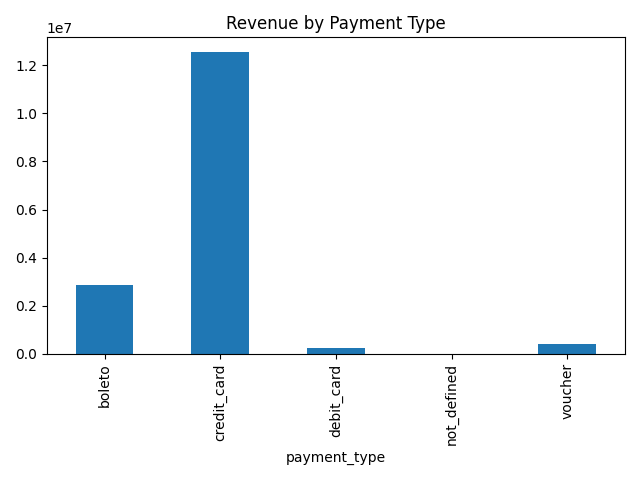 Revenue by Payment Type
1e7
1.2
1.0
0.8
0.6
0.4
0.2
0.0
boleto
credit_card
debit_card
not_defined
voucher
payment_type